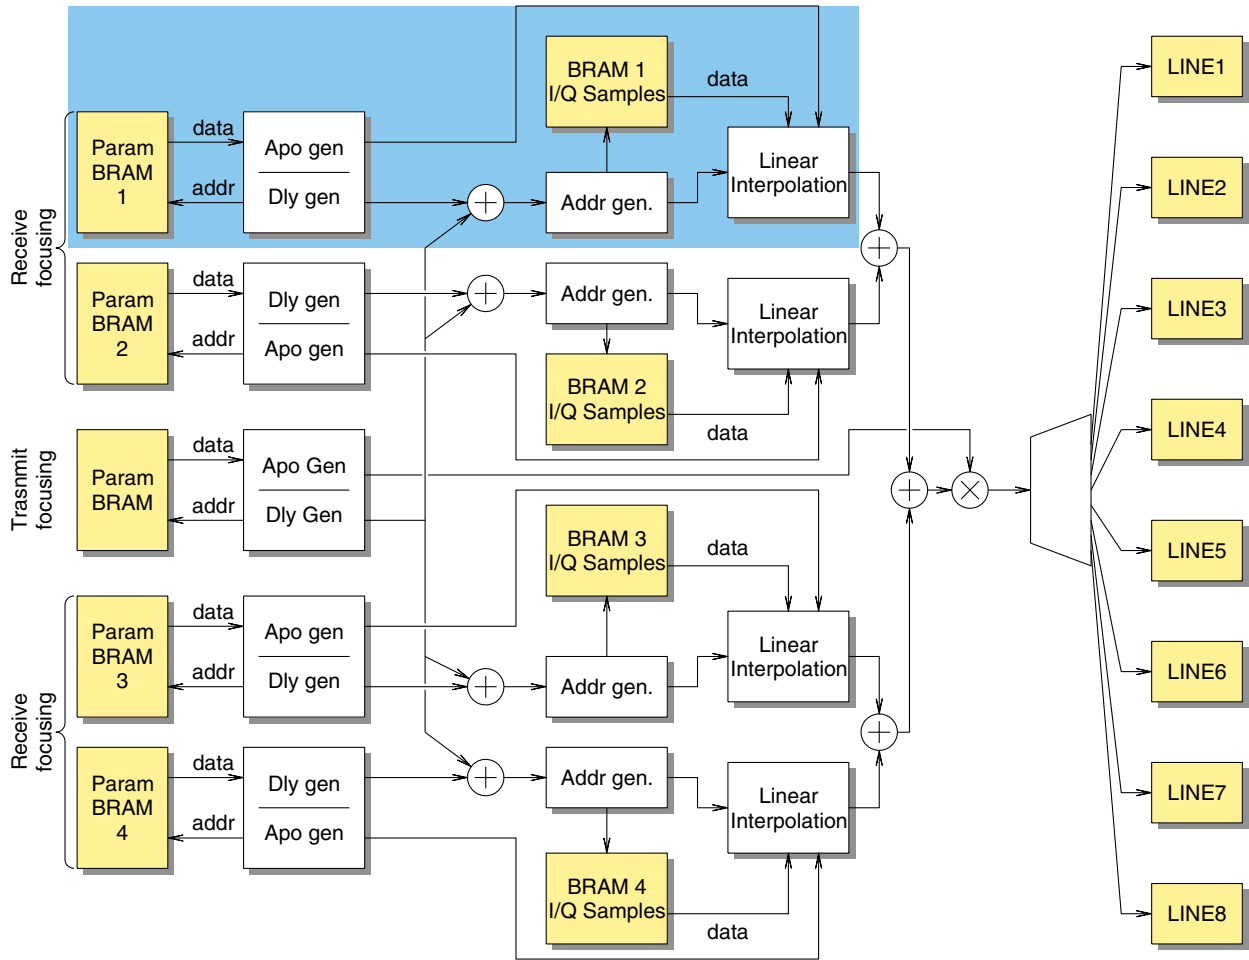 Receive
focusing
Param
BRAM
1
data
addr
Apo gen
Dly gen
+
BRAM 1
I/Q Samples
data
Addr gen.
Linear
Interpolation
+
Param
BRAM
2
data
addr
Dly gen
Apo gen
+
Addr gen.
BRAM 2
I/Q Samples
data
Linear
Interpolation
Trasnmit
focusing
Param
BRAM
data
addr
Apo Gen
Dly Gen
+
×
Receive
focusing
Param
BRAM
3
data
addr
Apo gen
Dly gen
+
BRAM 3
I/Q Samples
data
Addr gen.
Linear
Interpolation
+
Param
BRAM
4
data
addr
Dly gen
Apo gen
+
Addr gen.
BRAM 4
I/Q Samples
data
Linear
Interpolation
LINE1
LINE2
LINE3
LINE4
LINE5
LINE6
LINE7
LINE8